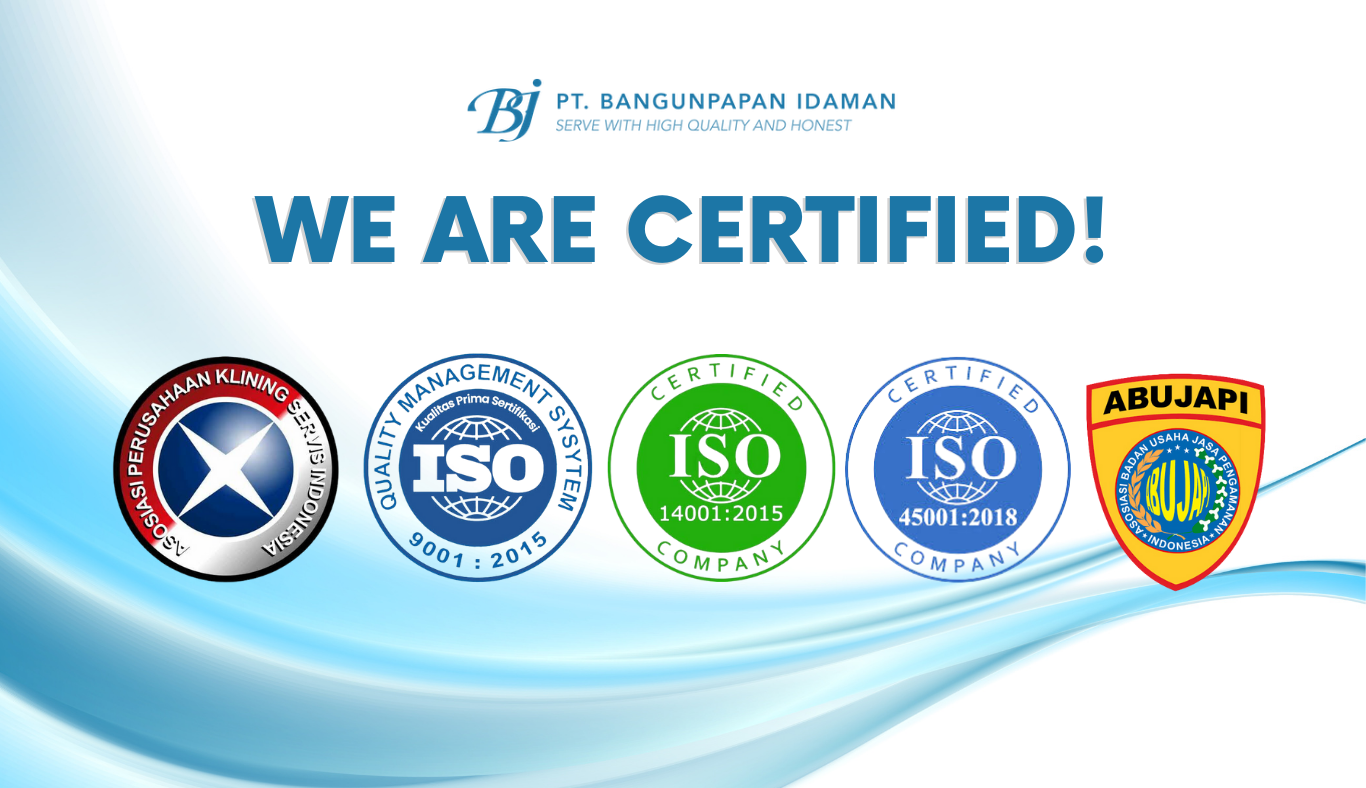 Bj
PT. BANGUNPAPAN IDAMAN
SERVE WITH HIGH QUALITY AND HONEST
WE ARE CERTIFIED!
ASOSIASI PERUSAHAAN KLINING SERVIS INDONESIA
QUALITY MANAGEMENT SYSYTEM
Kualitas Prima Sertifikasi
ISO
9001 : 2015
CERTIFIED
ISO
14001:2015
COMPANY
CERTIFIED
ISO
45001:2018
COMPANY
ABUJAPI
ASOSIASI BADAN USAHA JASA PENGAMANAN
INDONESIA